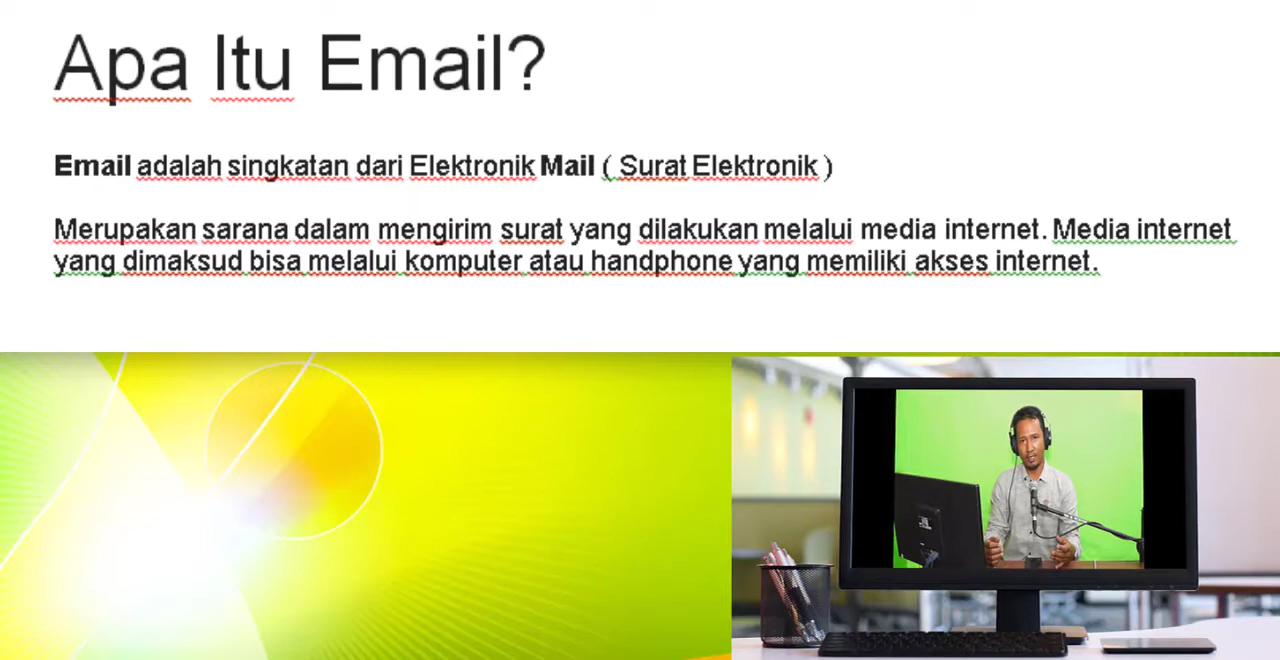 Apa Itu Email?
Email adalah singkatan dari Elektronik Mail ( Surat Elektronik )
Merupakan sarana dalam mengirim surat yang dilakukan melalui media internet. Media internet
yang dimaksud bisa melalui komputer atau handphone yang memiliki akses internet.